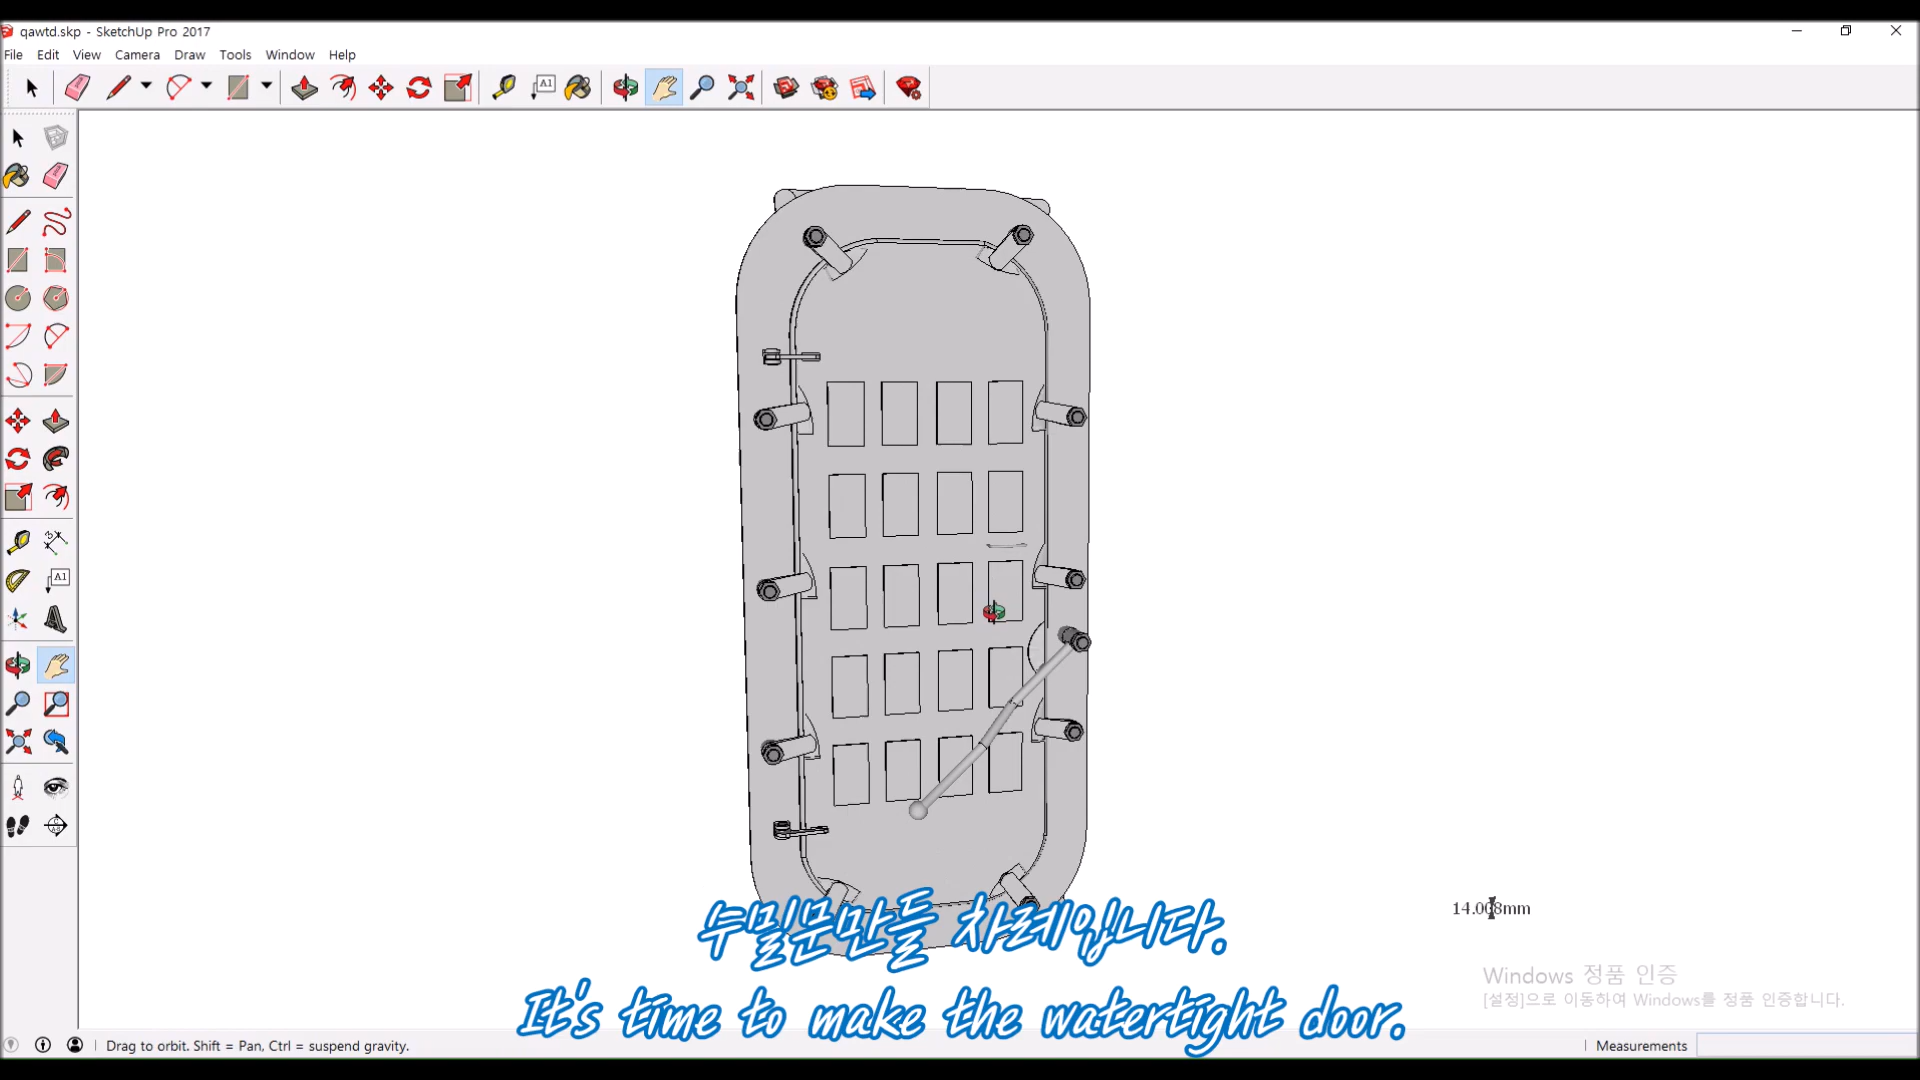 qawtd.skp - SketchUp Pro 2017
File Edit View Camera Draw Tools Window Help
A1
A1
14.008mm
수밀문만들 차례입니다.
Windows 정품 인증
[설정]으로 이동하여 Windows를 정품 인증합니다.
It's time to make the watertight door.
Drag to orbit. Shift = Pan, Ctrl = suspend gravity.
Measurements